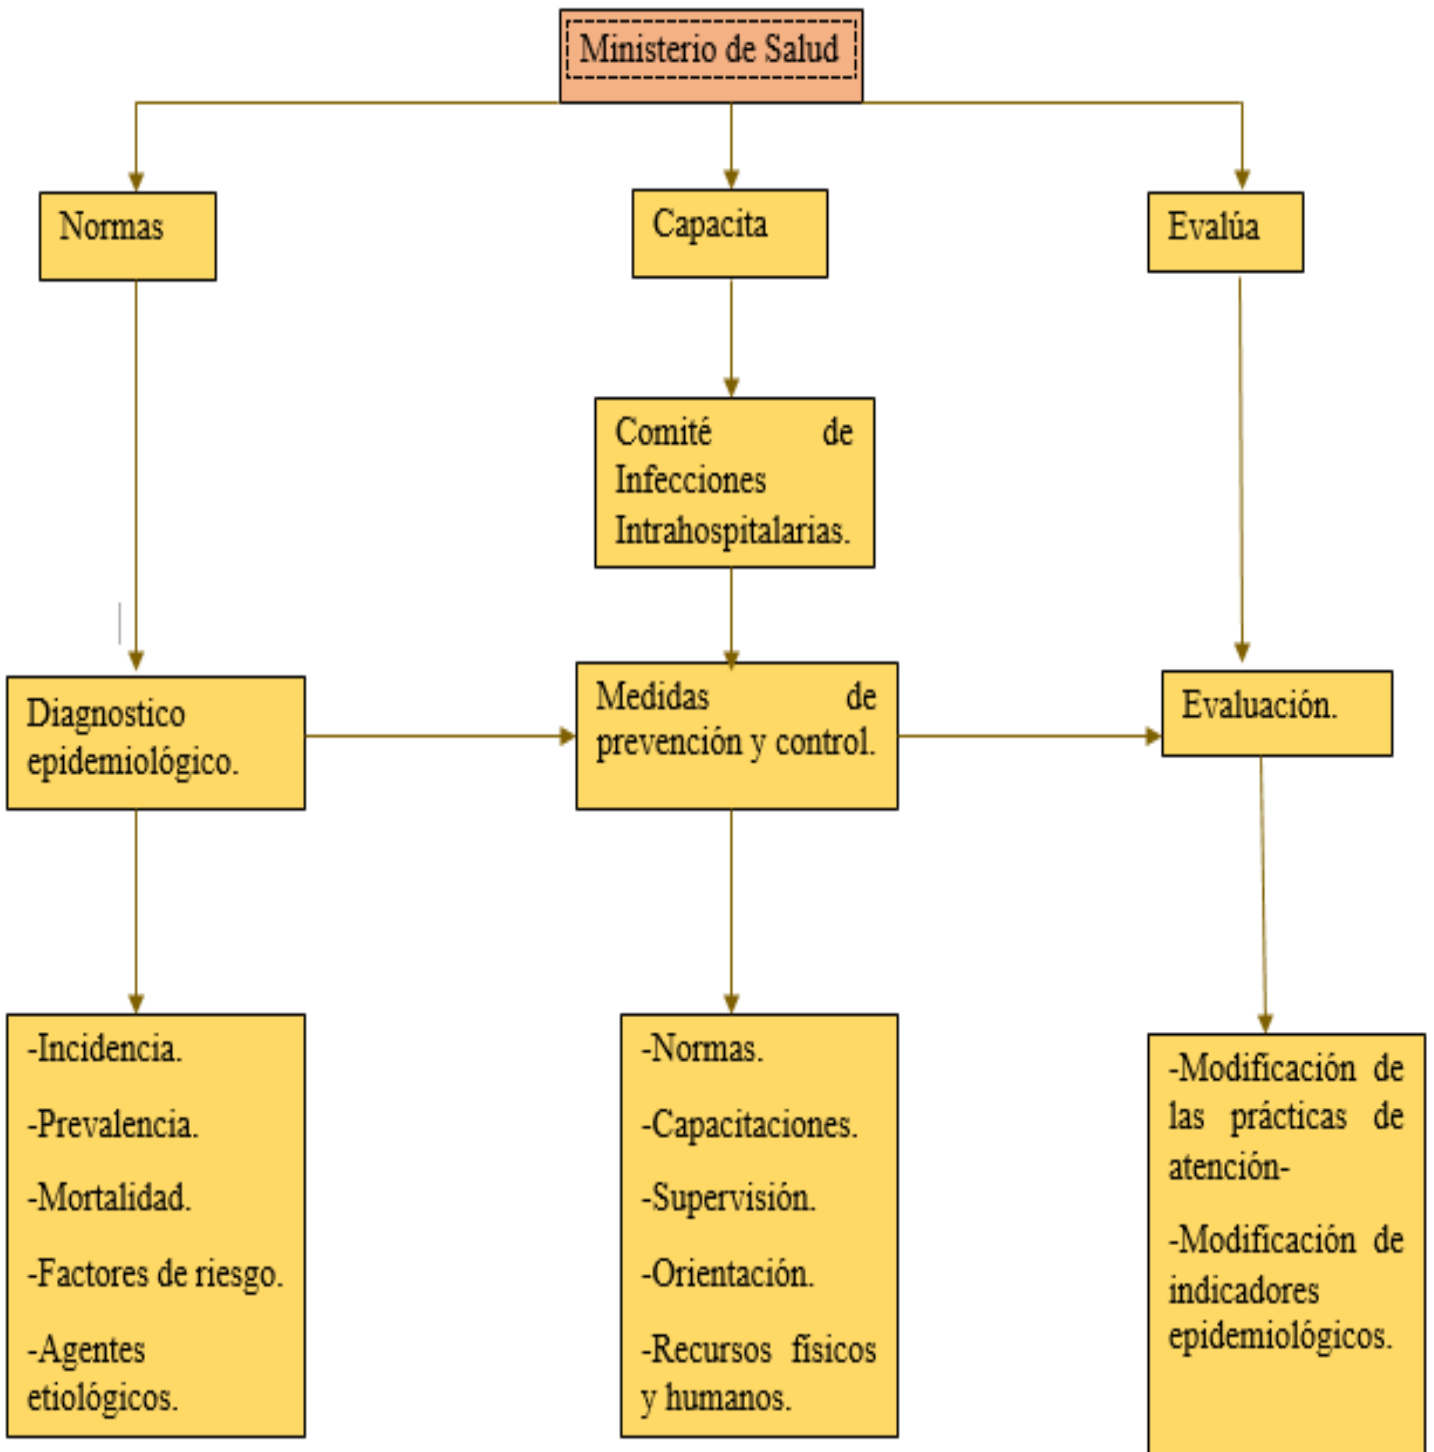 Ministerio de Salud
Normas
Capacita
Evalúa
Comité de
Infecciones
Intrahospitalarias.
Diagnostico
epidemiológico.
Medidas de
prevención y control.
Evaluación.
-Incidencia.
-Prevalencia.
-Mortalidad.
-Factores de riesgo.
-Agentes
etiológicos.
-Normas.
-Capacitaciones.
-Supervisión.
-Orientación.
-Recursos físicos
y humanos.
-Modificación de
las prácticas de
atención-
-Modificación de
indicadores
epidemiológicos.